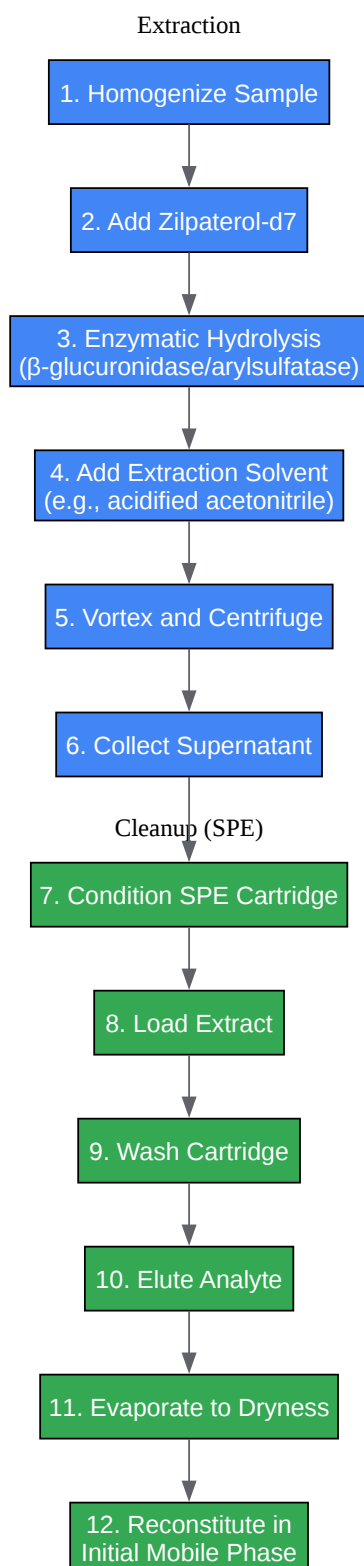 Extraction
1. Homogenize Sample
2. Add Zilpaterol-d7
3. Enzymatic Hydrolysis
(β-glucuronidase/arylsulfatase)
4. Add Extraction Solvent
(e.g., acidified acetonitrile)
5. Vortex and Centrifuge
6. Collect Supernatant
Cleanup (SPE)
7. Condition SPE Cartridge
8. Load Extract
9. Wash Cartridge
10. Elute Analyte
11. Evaporate to Dryness
12. Reconstitute in
Initial Mobile Phase